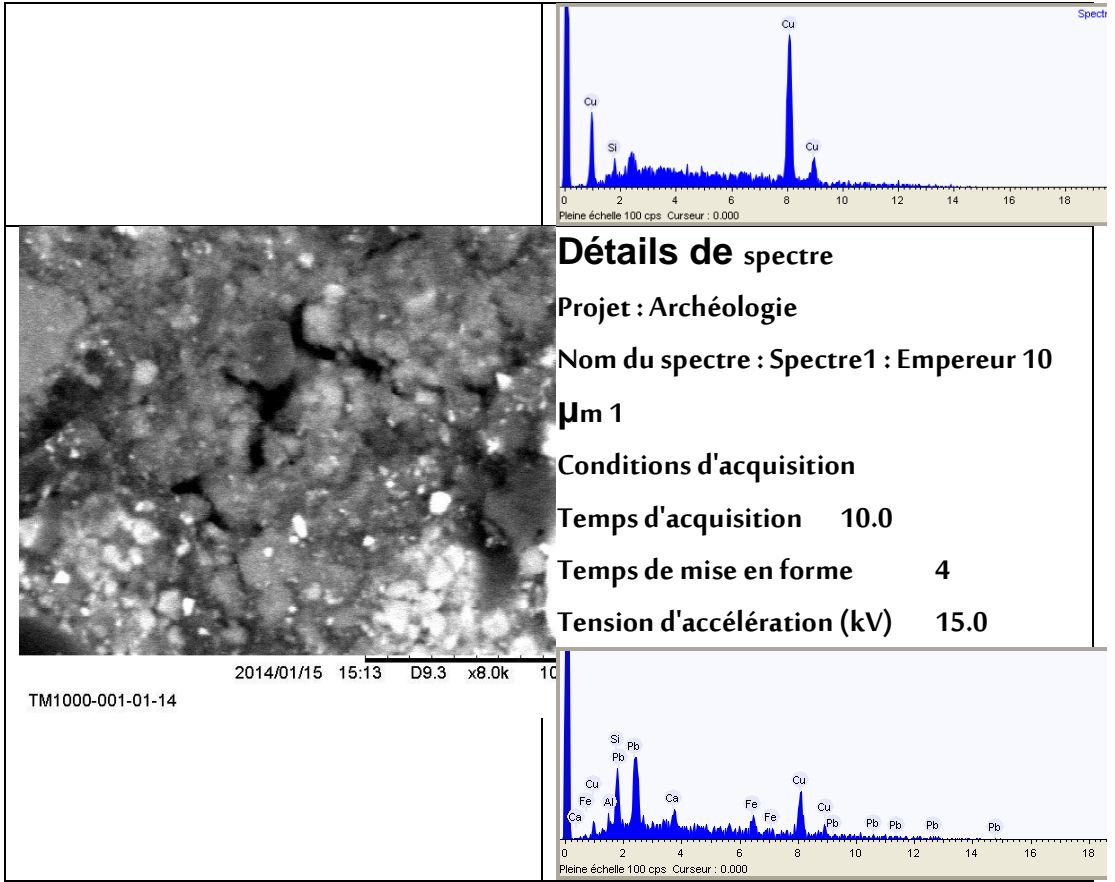 Spectr
Cu
Cu
Si
Cu
0 2 4 6 8 10 12 14 16 18
Pleine échelle 100 cps Curseur : 0.000
Détails de spectre
Projet : Archéologie
Nom du spectre : Spectre1 : Empereur 10
µm 1
Conditions d'acquisition
Temps d'acquisition 10.0
Temps de mise en forme 4
Tension d'accélération (kV) 15.0
2014/01/15 15:13 D9.3 x8.0k 10
TM1000-001-01-14
Si
Pb Pb
Cu Cu
Fe Al Ca Fe Cu
Ca Fe Pb Pb Pb Pb Pb
0 2 4 6 8 10 12 14 16 18
Pleine échelle 100 cps Curseur : 0.000